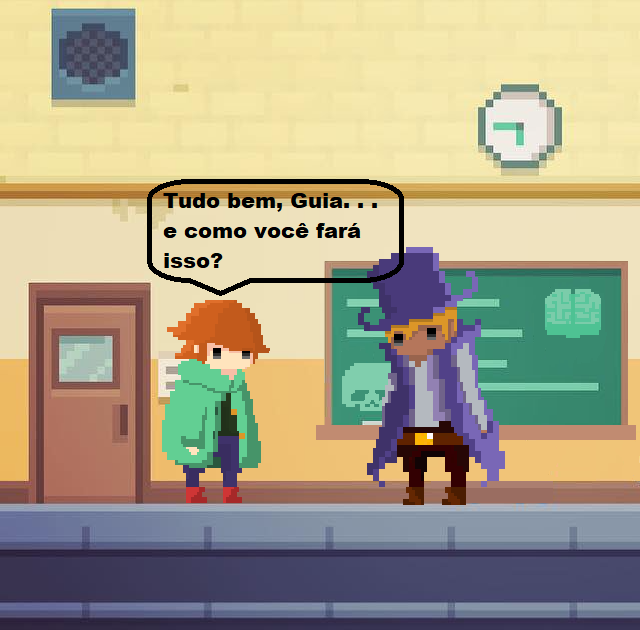 Tudo bem, Guia. . .
e como você fará
isso?